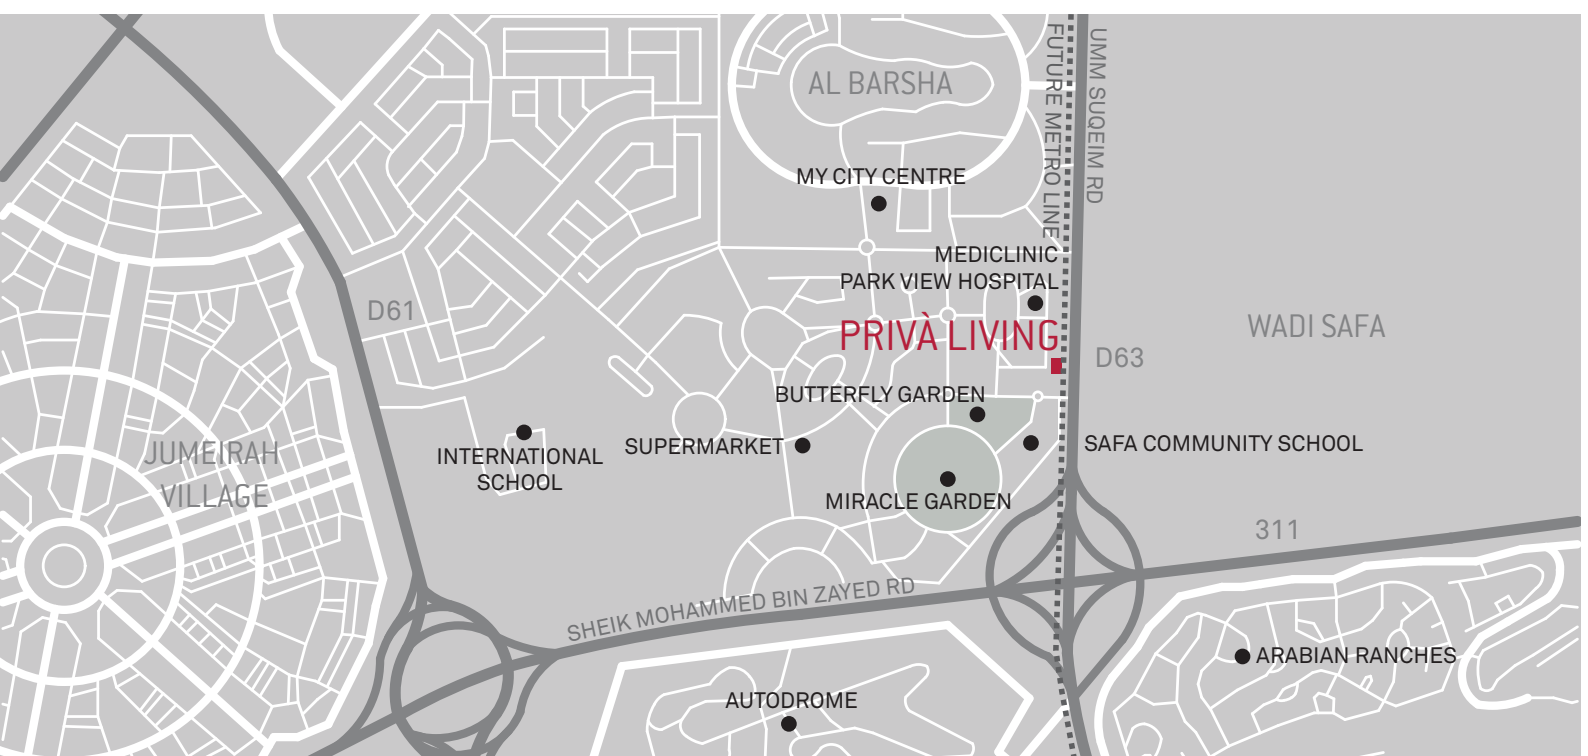 AL BARSHA
FUTURE METRO LINE
UMM SUQEIM RD
MY CITY CENTRE
MEDICLINIC
PARK VIEW HOSPITAL
D61
PRIVÀ LIVING
WADI SAFA
D63
BUTTERFLY GARDEN
JUMEIRAH
VILLAGE
INTERNATIONAL
SCHOOL
SUPERMARKET
SAFA COMMUNITY SCHOOL
MIRACLE GARDEN
311
SHEIK MOHAMMED BIN ZAYED RD
ARABIAN RANCHES
AUTODROME